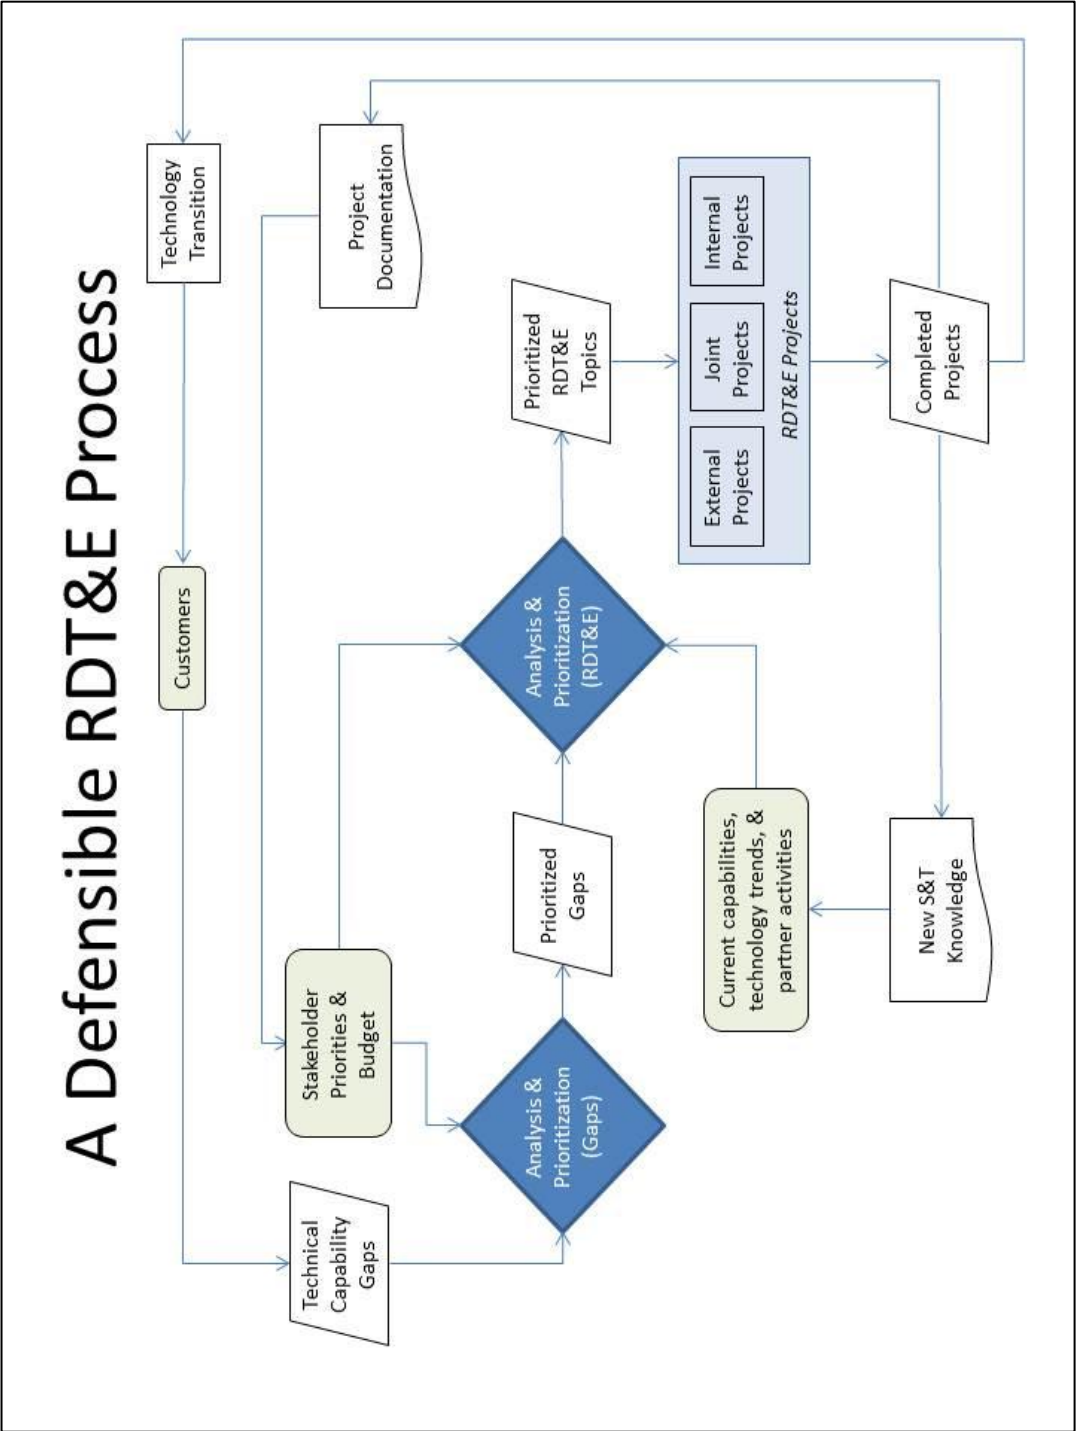 A Defensible RDT&E Process
Customers
Technology
Transition
Technical
Capability
Gaps
Stakeholder
Priorities &
Budget
Project
Documentation
Analysis &
Prioritization
(Gaps)
Prioritized
Gaps
Analysis &
Prioritization
(RDT&E)
Prioritized
RDT&E
Topics
Current capabilities,
technology trends, &
partner activities
External
Projects
Joint
Projects
Internal
Projects
RDT&E Projects
New S&T
Knowledge
Completed
Projects